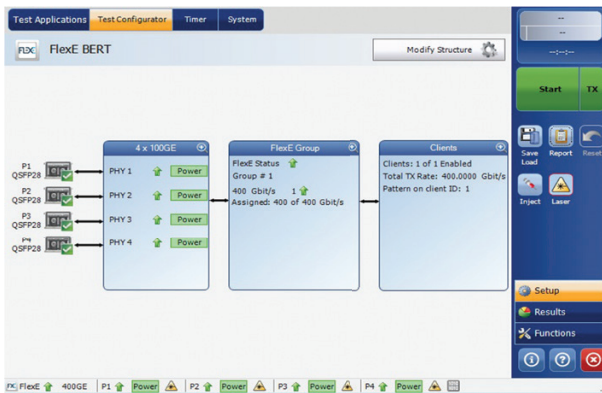 Test Applications Test Configurator Timer System
FlexE FlexE BERT Modify Structure
--
--
--:--:--
Start TX
Save Load Report Reset
Inject Laser
4 x 100GE FlexE Group Clients
P1 QSFP28 PHY 1 Power
P2 QSFP28 PHY 2 Power
P3 QSFP28 PHY 3 Power
P4 QSFP28 PHY 4 Power
FlexE Status
Group # 1
400 Gbit/s 1
Assigned: 400 of 400 Gbit/s
Clients: 1 of 1 Enabled
Total TX Rate: 400.0000 Gbit/s
Pattern on client ID: 1
Setup
Results
Functions
FlexE 400GE P1 Power P2 Power P3 Power P4 Power